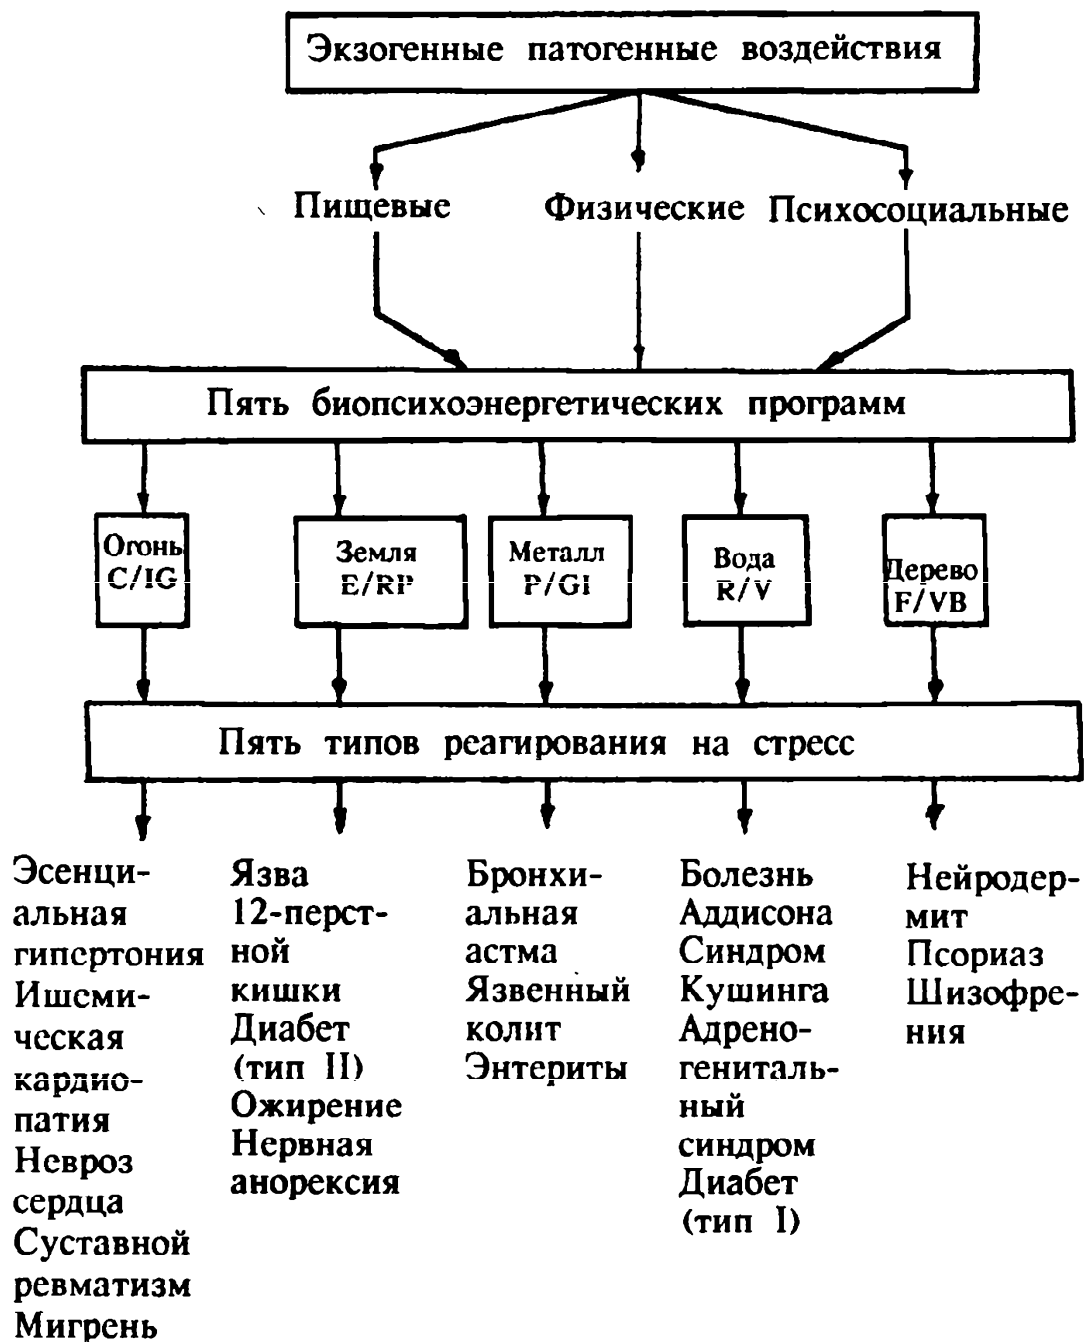 Экзогенные патогенные воздействия
Пищевые Физические Психосоциальные
Пять биопсихоэнергетических программ
Огонь
C/IG
Земля
E/RP
Металл
P/GI
Вода
R/V
Дерево
F/VB
Пять типов реагирования на стресс
Эсенци-
альная
гипертония
Ишемическая
кардио-
патия
Невроз
сердца
Суставной
ревматизм
Мигрень
Язва
12-перст-
ной
кишки
Диабет
(тип II)
Ожирение
Нервная
анорексия
Бронхи-
альная
астма
Язвенный
колит
Энтериты
Болезнь
Аддисона
Синдром
Кушинга
Адрено-
гениталь-
ный
синдром
Диабет
(тип I)
Нейродер-
мит
Псориаз
Шизофре-
ния